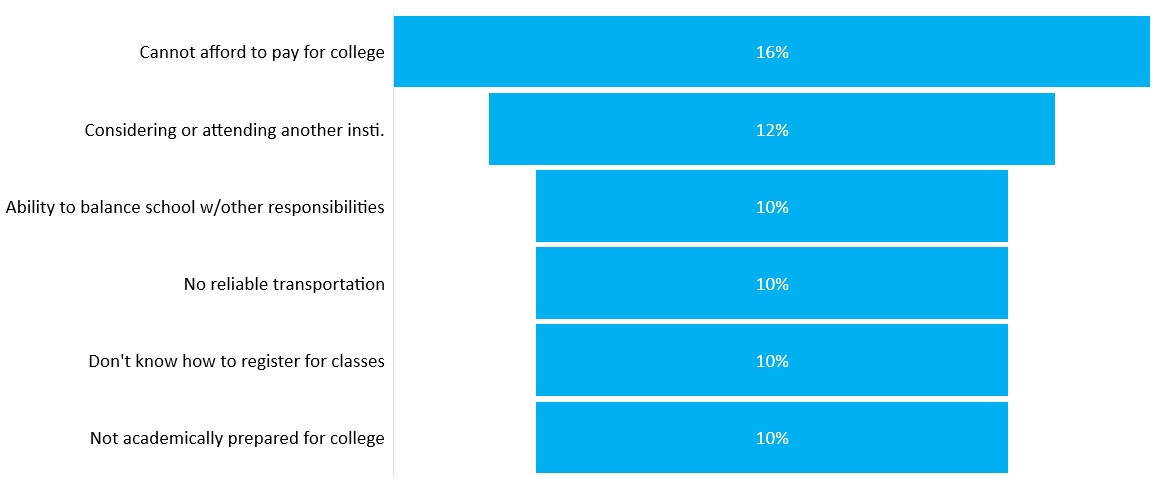 Cannot afford to pay for college 16%
Considering or attending another insti. 12%
Ability to balance school w/other responsibilities 10%
No reliable transportation 10%
Don't know how to register for classes 10%
Not academically prepared for college 10%